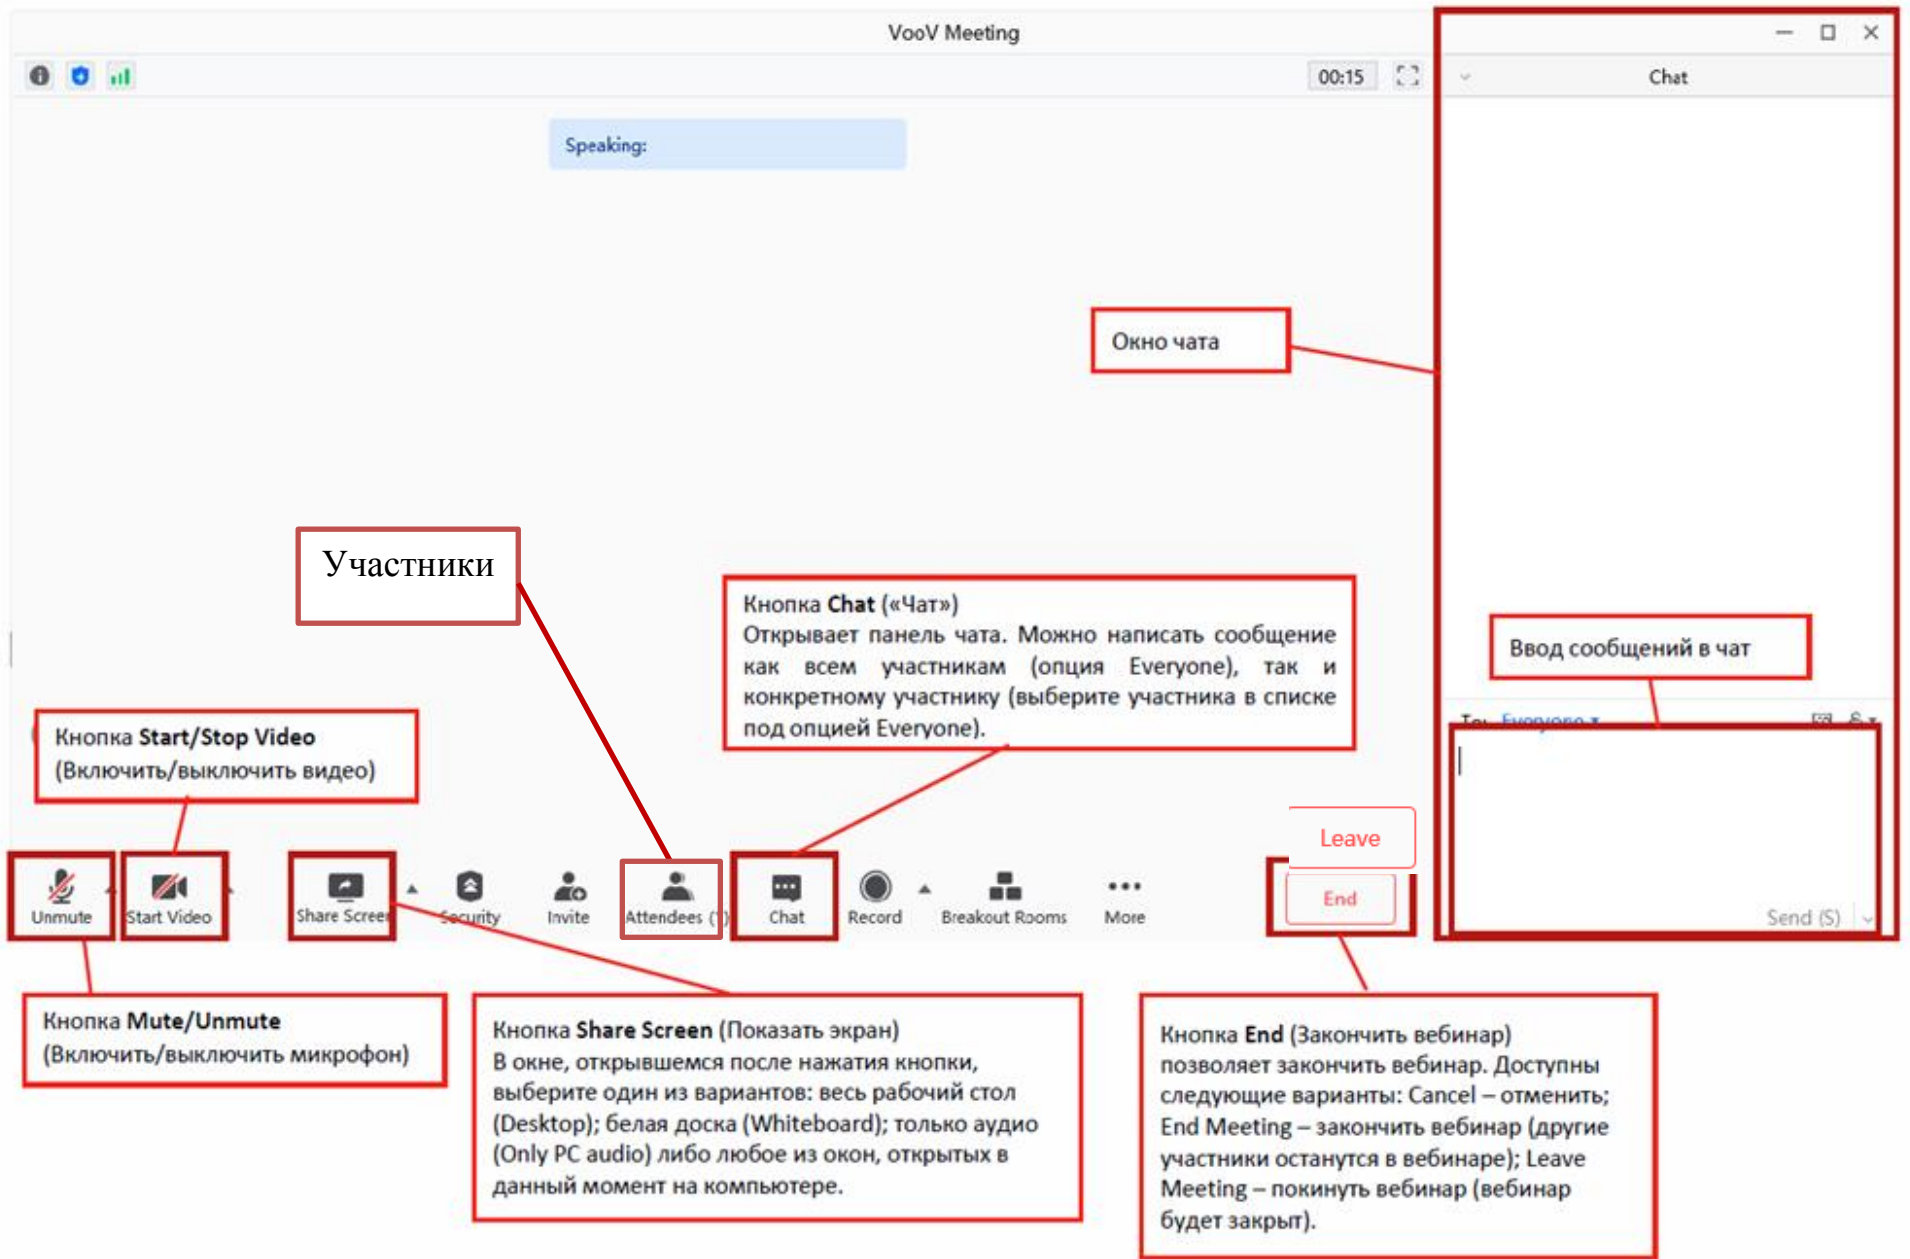 VooV Meeting
00:15
Chat
Speaking:
Окно чата
Участники
Кнопка Chat («Чат»)
Открывает панель чата. Можно написать сообщение
как всем участникам (опция Everyone), так и
конкретному участнику (выберите участника в списке
под опцией Everyone).
Ввод сообщений в чат
To: Everyone
Кнопка Start/Stop Video
(Включить/выключить видео)
Leave
End
Send (S)
Unmute
Start Video
Share Screen
Security
Invite
Attendees (1)
Chat
Record
Breakout Rooms
More
Кнопка Mute/Unmute
(Включить/выключить микрофон)
Кнопка Share Screen (Показать экран)
В окне, открывшемся после нажатия кнопки,
выберите один из вариантов: весь рабочий стол
(Desktop); белая доска (Whiteboard); только аудио
(Only PC audio) либо любое из окон, открытых в
данный момент на компьютере.
Кнопка End (Закончить вебинар)
позволяет закончить вебинар. Доступны
следующие варианты: Cancel – отменить;
End Meeting – закончить вебинар (другие
участники останутся в вебинаре); Leave
Meeting – покинуть вебинар (вебинар
будет закрыт).